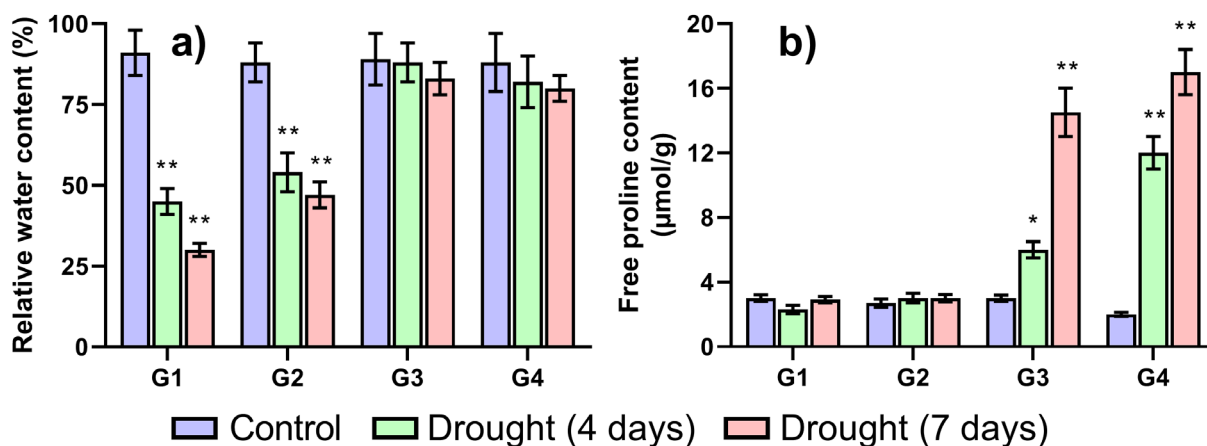 Relative water content (%)
100
75
50
25
0
a)
**
**
**
**
G1
G2
G3
G4
Free proline content
(µmol/g)
20
16
12
8
4
0
b)
*
**
**
**
G1
G2
G3
G4
Control
Drought (4 days)
Drought (7 days)